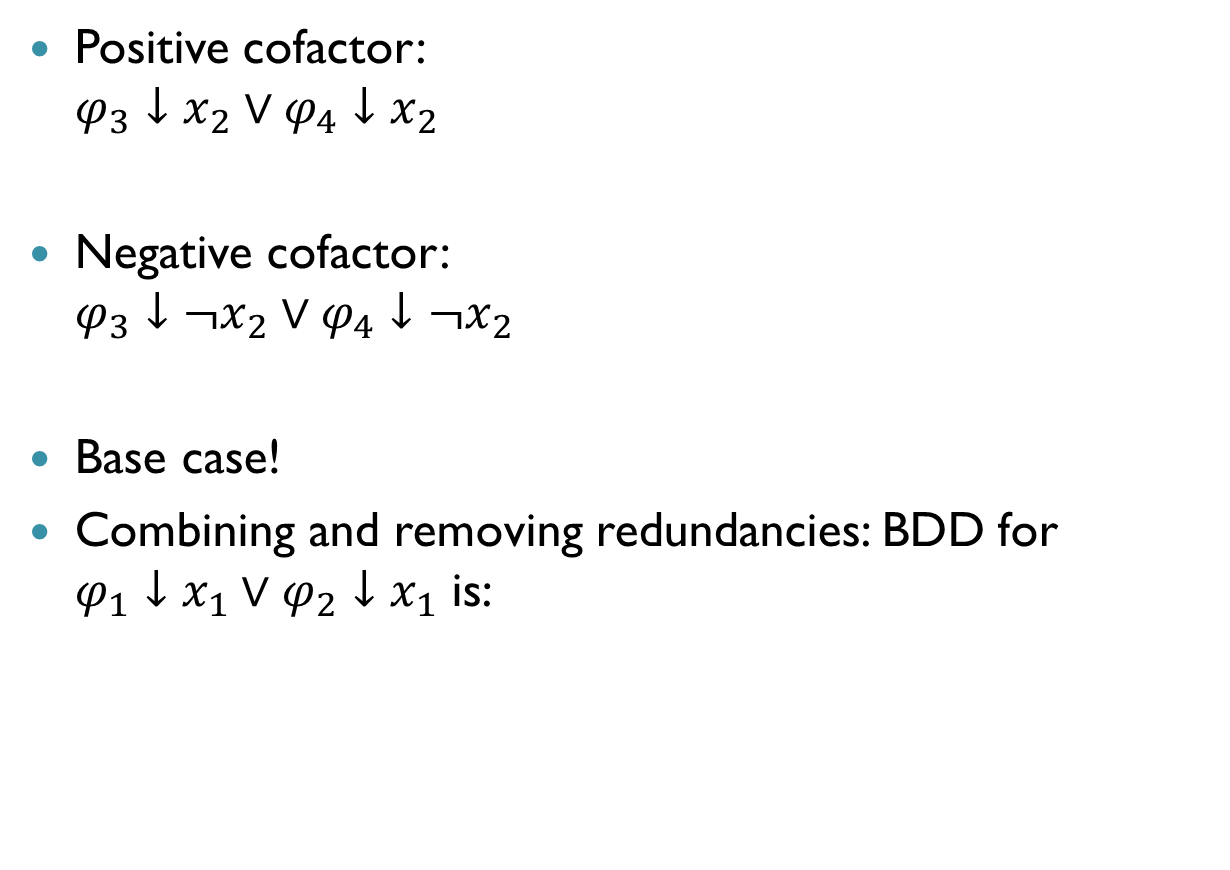 • Positive cofactor:
φ₃ ↓ x₂ ∨ φ₄ ↓ x₂
• Negative cofactor:
φ₃ ↓ ¬x₂ ∨ φ₄ ↓ ¬x₂
• Base case!
• Combining and removing redundancies: BDD for
φ₁ ↓ x₁ ∨ φ₂ ↓ x₁ is: